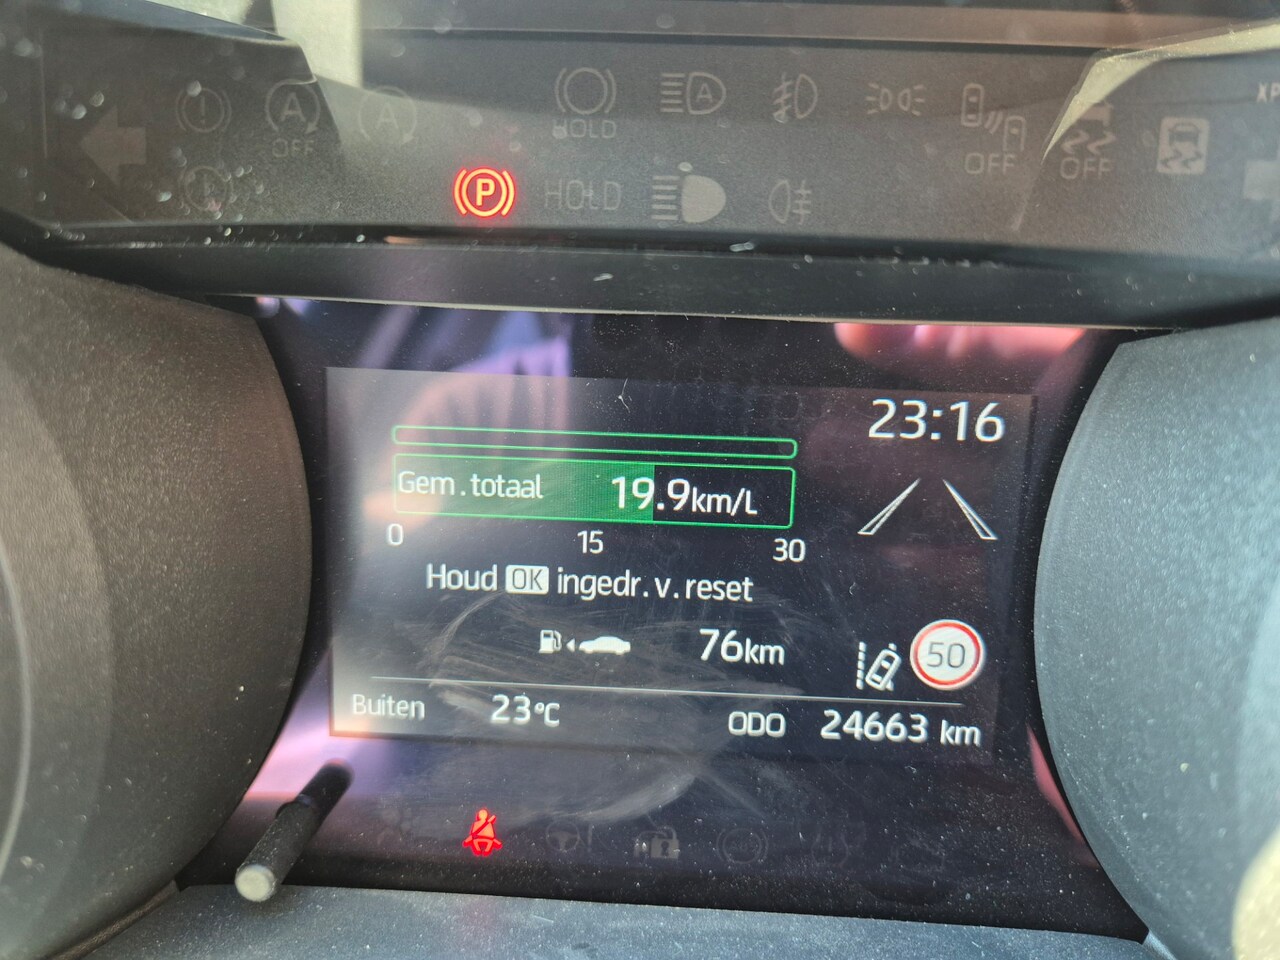 A OFF
A
HOLD
A
OFF
OFF
XP
P
HOLD
23:16
Gem.totaal 19.9km/L
0 15 30
Houd OK ingedr.v.reset
76km
50
Buiten 23°C ODO 24663 km